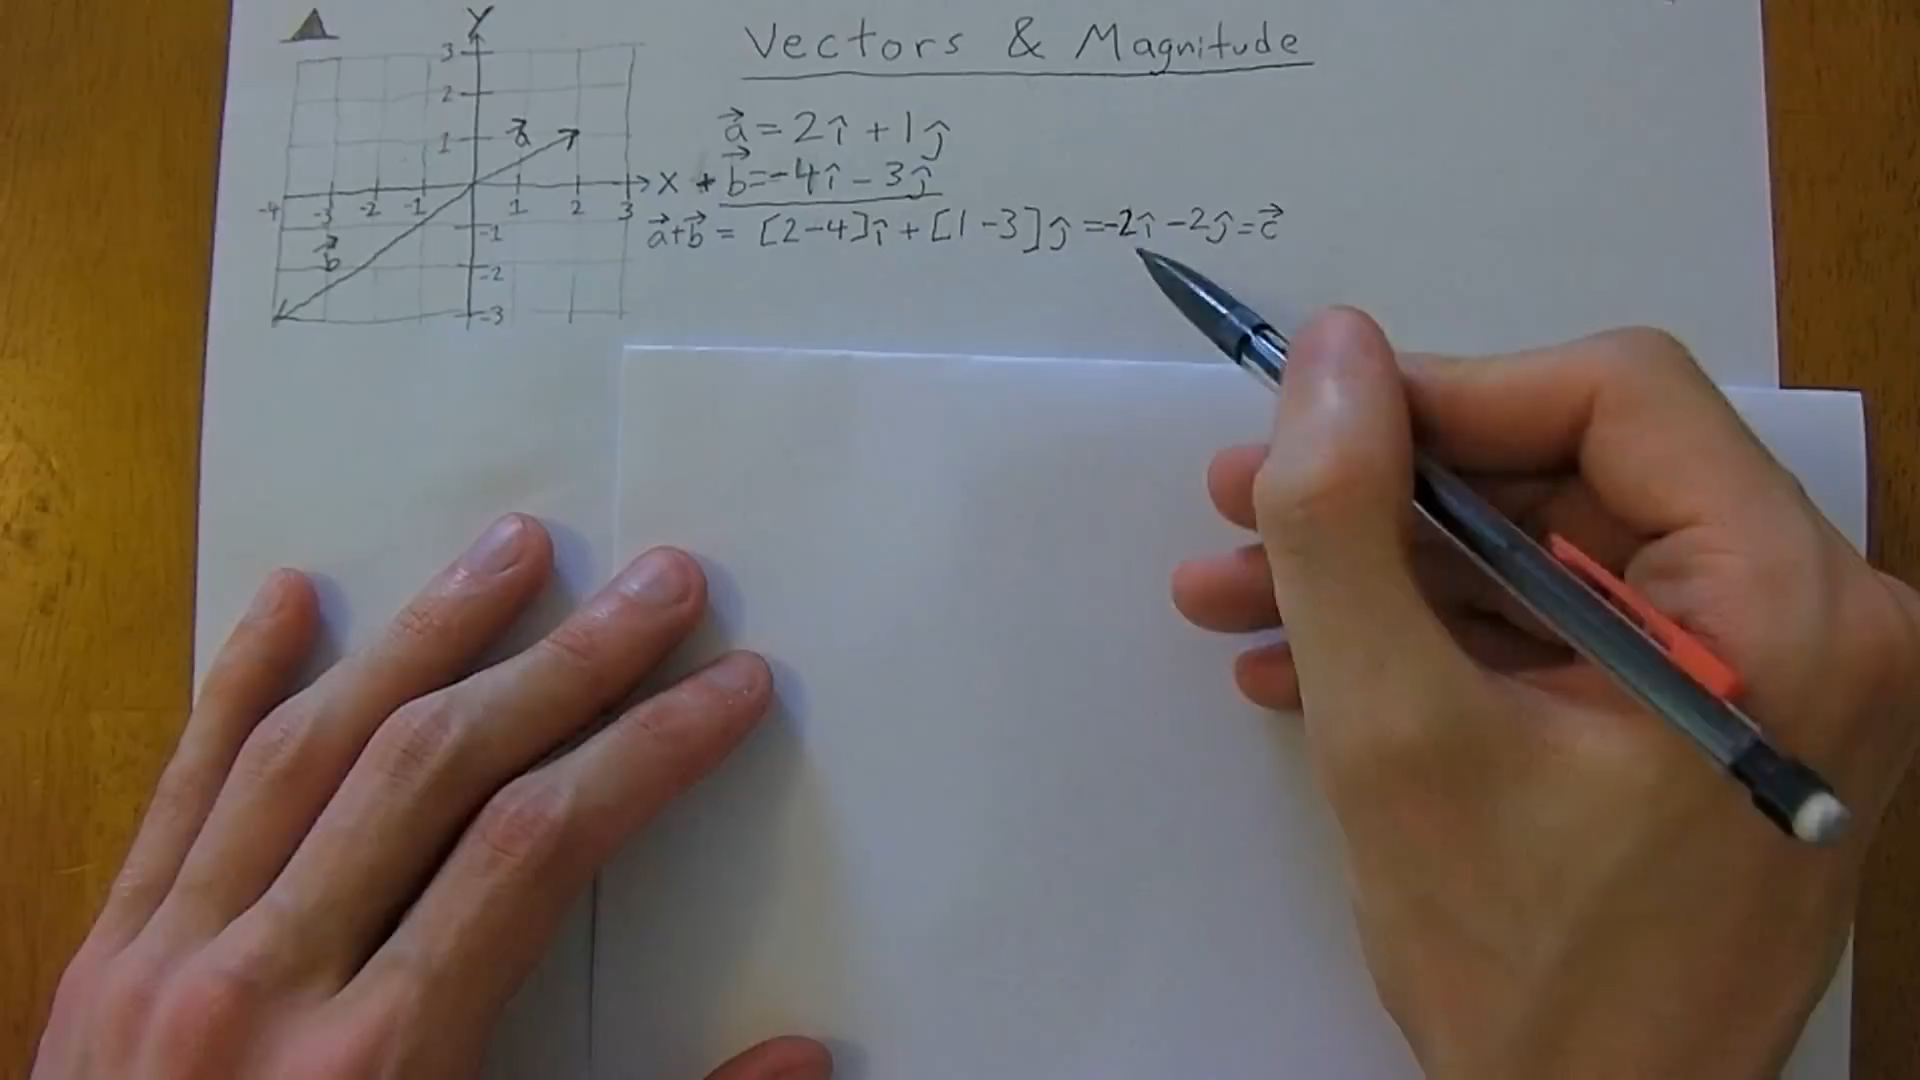 Vectors & Magnitude
Y
3
2
1
-4 -3 -2 -1 1 2 3 X
-1
-2
-3
a⃗
b⃗
a⃗ = 2î + 1ĵ
+ b⃗ = -4î - 3ĵ
a⃗+b⃗ = [2-4]î + [1-3]ĵ = -2î - 2ĵ = c⃗